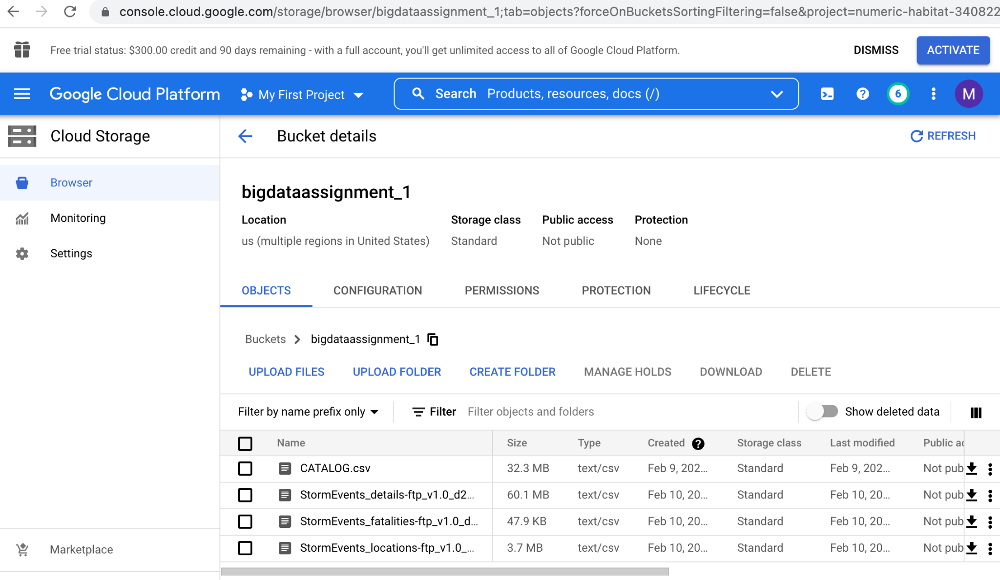 console.cloud.google.com/storage/browser/bigdataassignment_1;tab=objects?forceOnBucketsSortingFiltering=false&project=numeric-habitat-340822
Free trial status: $300.00 credit and 90 days remaining - with a full account, you'll get unlimited access to all of Google Cloud Platform.
DISMISS
ACTIVATE
Google Cloud Platform
My First Project
Search Products, resources, docs (/)
6
M
Cloud Storage
Bucket details
REFRESH
Browser
Monitoring
Settings
Marketplace
bigdataassignment_1
Location Storage class Public access Protection
us (multiple regions in United States) Standard Not public None
OBJECTS CONFIGURATION PERMISSIONS PROTECTION LIFECYCLE
Buckets bigdataassignment_1
UPLOAD FILES UPLOAD FOLDER CREATE FOLDER MANAGE HOLDS DOWNLOAD DELETE
Filter by name prefix only Filter Filter objects and folders Show deleted data
Name Size Type Created Storage class Last modified Public ac
CATALOG.csv 32.3 MB text/csv Feb 9, 202... Standard Feb 9, 202... Not pub
StormEvents_details-ftp_v1.0_d2... 60.1 MB text/csv Feb 10, 20... Standard Feb 10, 20... Not pub
StormEvents_fatalities-ftp_v1.0_d... 47.9 KB text/csv Feb 10, 20... Standard Feb 10, 20... Not pub
StormEvents_locations-ftp_v1.0_... 3.7 MB text/csv Feb 10, 20... Standard Feb 10, 20... Not pub